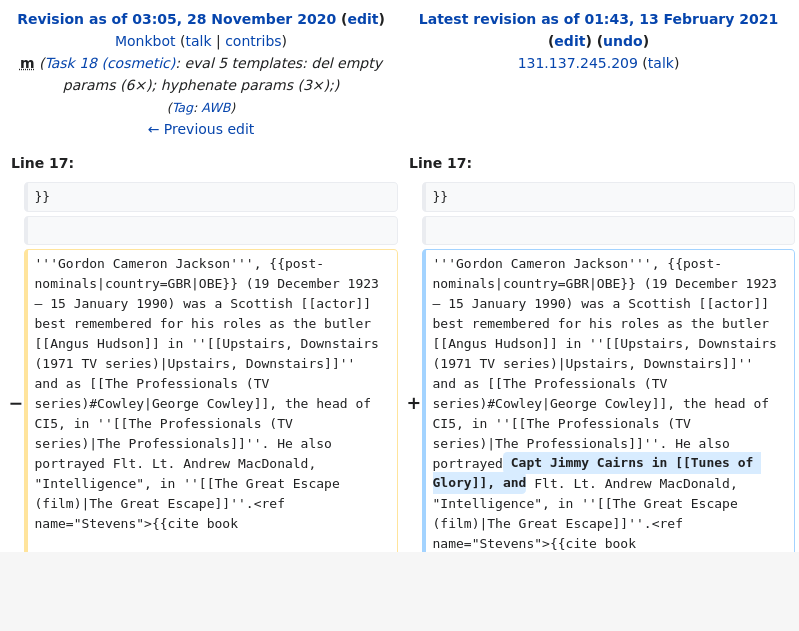 Revision as of 03:05, 28 November 2020 (edit)
Monkbot (talk | contribs)
m (Task 18 (cosmetic): eval 5 templates: del empty
params (6×); hyphenate params (3×);)
(Tag: AWB)
← Previous edit
Latest revision as of 01:43, 13 February 2021
(edit) (undo)
131.137.245.209 (talk)
Line 17:
}}
− '''Gordon Cameron Jackson''', {{post-
nominals|country=GBR|OBE}} (19 December 1923
– 15 January 1990) was a Scottish [[actor]]
best remembered for his roles as the butler
[[Angus Hudson]] in ''[[Upstairs, Downstairs
(1971 TV series)|Upstairs, Downstairs]]''
and as [[The Professionals (TV
series)#Cowley|George Cowley]], the head of
CI5, in ''[[The Professionals (TV
series)|The Professionals]]''. He also
portrayed Flt. Lt. Andrew MacDonald,
"Intelligence", in ''[[The Great Escape
(film)|The Great Escape]]''.<ref
name="Stevens">{{cite book
Line 17:
}}
+ '''Gordon Cameron Jackson''', {{post-
nominals|country=GBR|OBE}} (19 December 1923
– 15 January 1990) was a Scottish [[actor]]
best remembered for his roles as the butler
[[Angus Hudson]] in ''[[Upstairs, Downstairs
(1971 TV series)|Upstairs, Downstairs]]''
and as [[The Professionals (TV
series)#Cowley|George Cowley]], the head of
CI5, in ''[[The Professionals (TV
series)|The Professionals]]''. He also
portrayed Capt Jimmy Cairns in [[Tunes of
Glory]], and Flt. Lt. Andrew MacDonald,
"Intelligence", in ''[[The Great Escape
(film)|The Great Escape]]''.<ref
name="Stevens">{{cite book